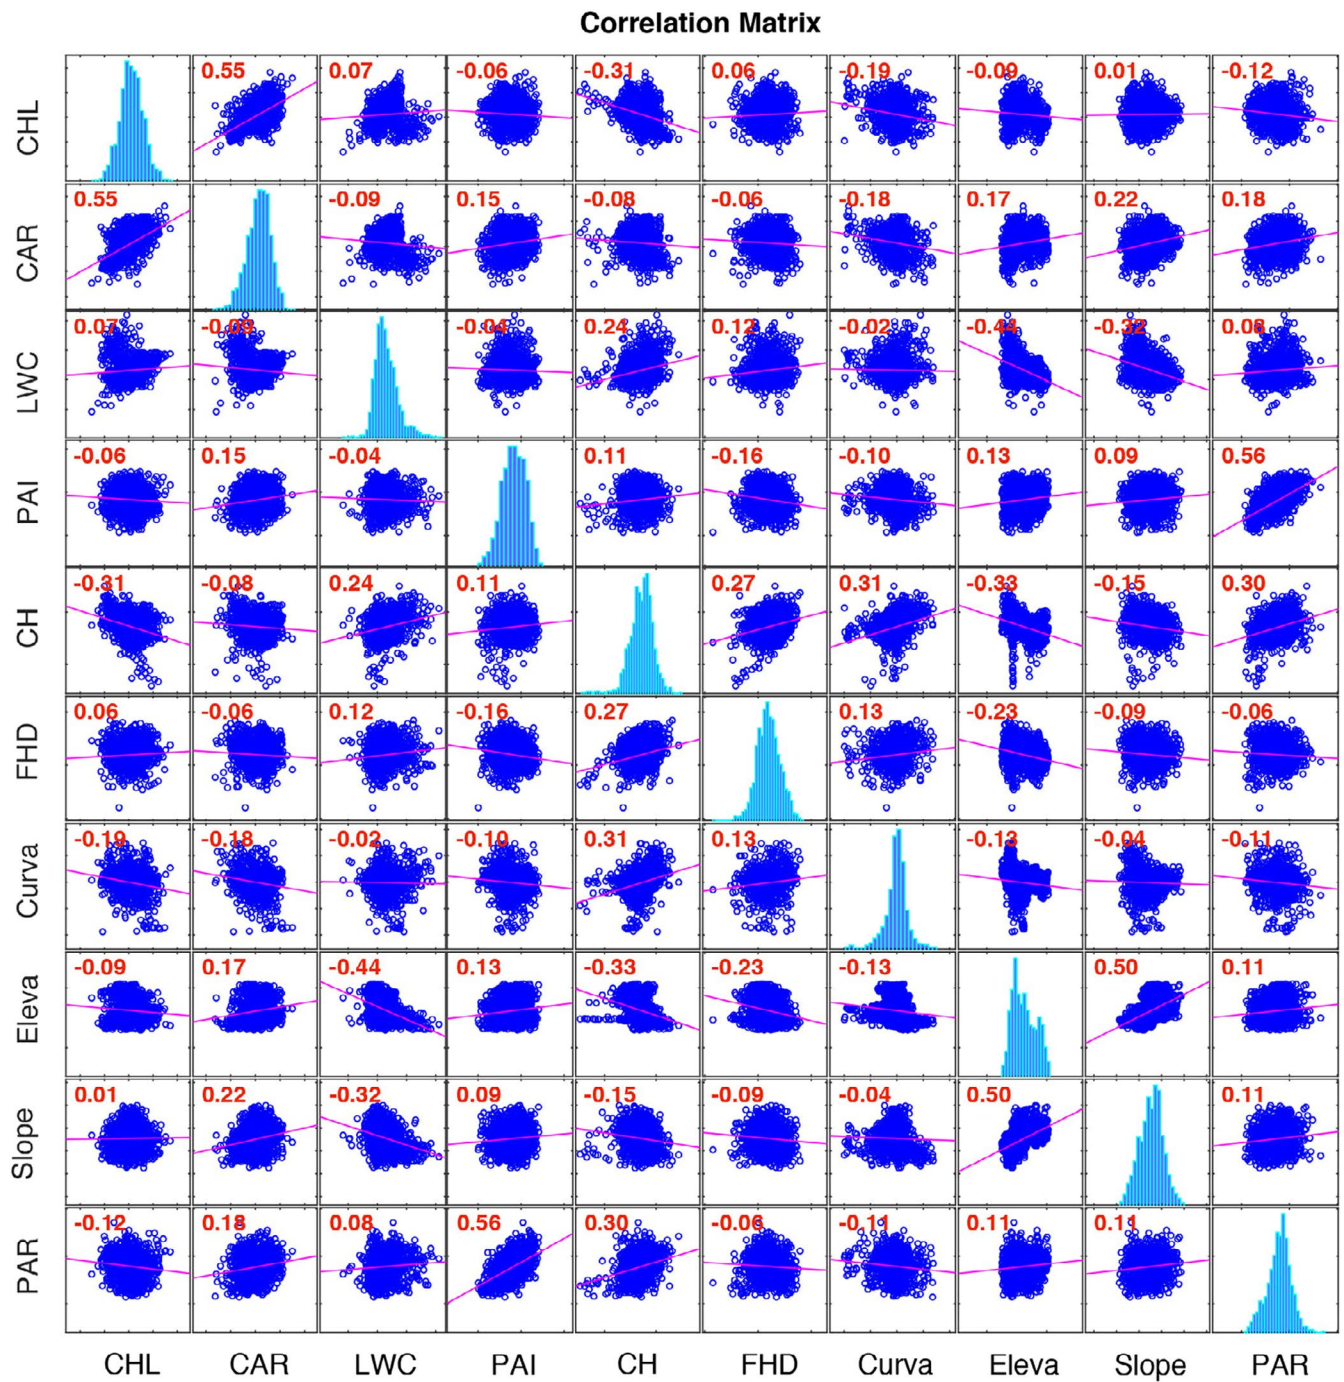 Correlation Matrix
CHL 0.55 0.07 -0.06 -0.31 0.06 -0.19 -0.09 0.01 -0.12
CAR 0.55 -0.09 0.15 -0.08 -0.06 -0.18 0.17 0.22 0.18
LWC 0.07 -0.09 -0.04 0.24 0.12 -0.02 -0.44 -0.32 0.08
PAI -0.06 0.15 -0.04 0.11 -0.16 -0.10 0.13 0.09 0.56
CH -0.31 -0.08 0.24 0.11 0.27 0.31 -0.33 -0.15 0.30
FHD 0.06 -0.06 0.12 -0.16 0.27 0.13 -0.23 -0.09 -0.06
Curva -0.19 -0.18 -0.02 -0.10 0.31 0.13 -0.13 -0.04 -0.11
Eleva -0.09 0.17 -0.44 0.13 -0.33 -0.23 -0.13 0.50 0.11
Slope 0.01 0.22 -0.32 0.09 -0.15 -0.09 -0.04 0.50 0.11
PAR -0.12 0.18 0.08 0.56 0.30 -0.06 -0.11 0.11 0.11
CHL CAR LWC PAI CH FHD Curva Eleva Slope PAR